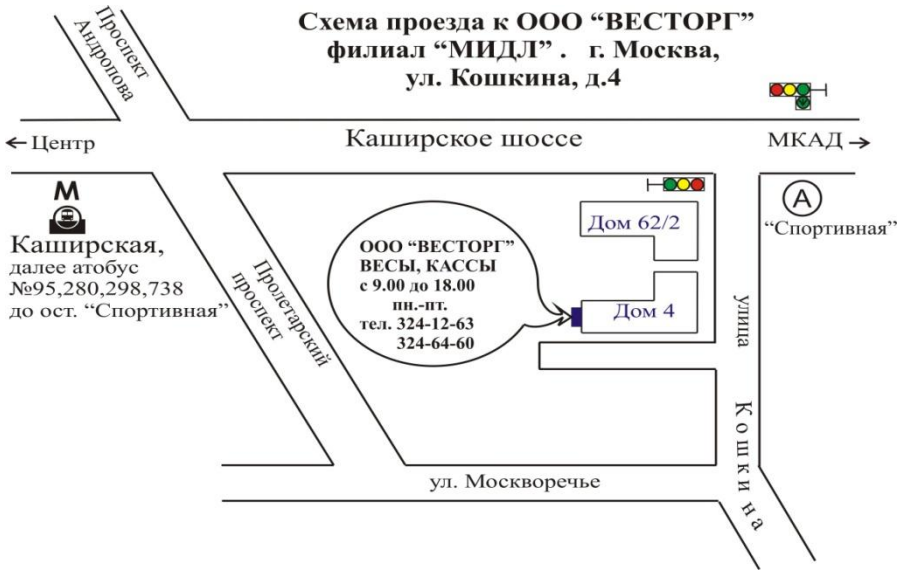 Схема проезда к ООО “ВЕСТОРГ”
филиал “МИДЛ” .   г. Москва,
ул. Кошкина, д.4
Проспект
Андропова
← Центр
Каширское шоссе
МКАД →
М
Каширская,
далее атобус
№95,280,298,738
до ост. “Спортивная”
Пролетарский
проспект
ООО “ВЕСТОРГ”
ВЕСЫ, КАССЫ
с 9.00 до 18.00
пн.-пт.
тел. 324-12-63
324-64-60
Дом 62/2
Дом 4
А
“Спортивная”
улица Кошкина
ул. Москворечье